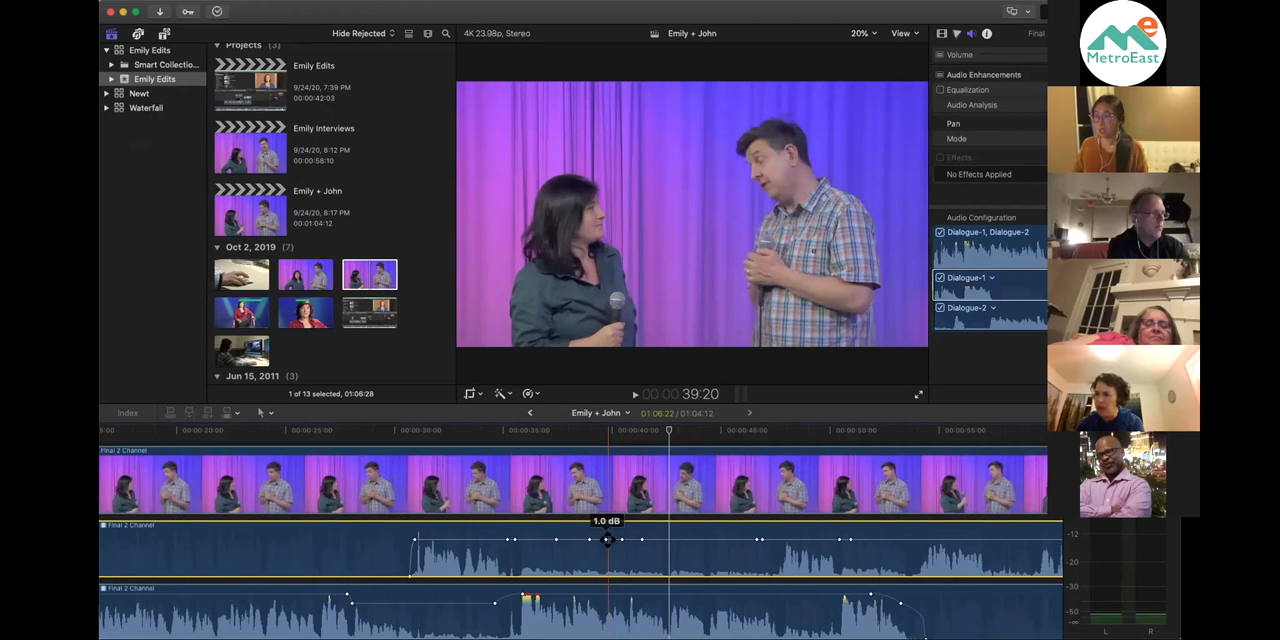 Hide Rejected
4K 23.98p, Stereo
Emily + John
20%
View
Final
MetroEast
Emily Edits
Smart Collectio...
Emily Edits
Newt
Waterfall
Projects (3)
Emily Edits
9/24/20, 7:39 PM
00:00:42:03
Emily Interviews
9/24/20, 8:12 PM
00:00:58:10
Emily + John
9/24/20, 8:17 PM
00:01:04:12
Oct 2, 2019 (7)
Jun 15, 2011 (3)
1 of 13 selected, 01:06:28
Volume
Audio Enhancements
Equalization
Audio Analysis
Pan
Mode
Effects
No Effects Applied
Audio Configuration
Dialogue-1, Dialogue-2
Dialogue-1
Dialogue-2
00:00 39:20
Index
Emily + John
01:06:22 / 01:04:12
5:00
00:00:20:00
00:00:25:00
00:00:30:00
00:00:35:00
00:00:40:00
00:00:45:00
00:00:50:00
00:00:55:00
Final 2 Channel
1.0 dB
Final 2 Channel
Final 2 Channel
-12
-20
-30
-50
-∞
L
R